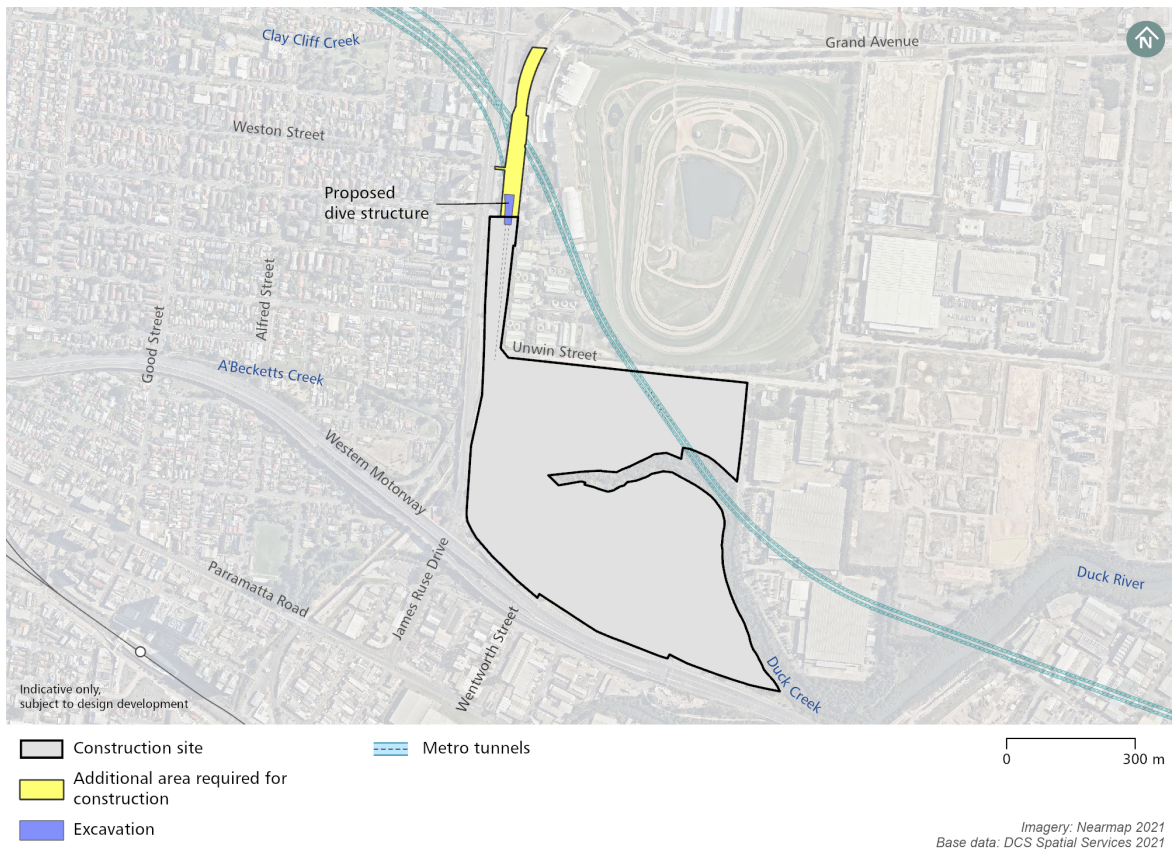 Clay Cliff Creek
Grand Avenue
N
Weston Street
Proposed
dive structure
Alfred Street
Good Street
Unwin Street
A'Becketts Creek
Western Motorway
Parramatta Road
James Ruse Drive
Wentworth Street
Duck River
Duck Creek
Indicative only,
subject to design development
Construction site
Metro tunnels
Additional area required for
construction
Excavation
0 300 m
Imagery: Nearmap 2021
Base data: DCS Spatial Services 2021